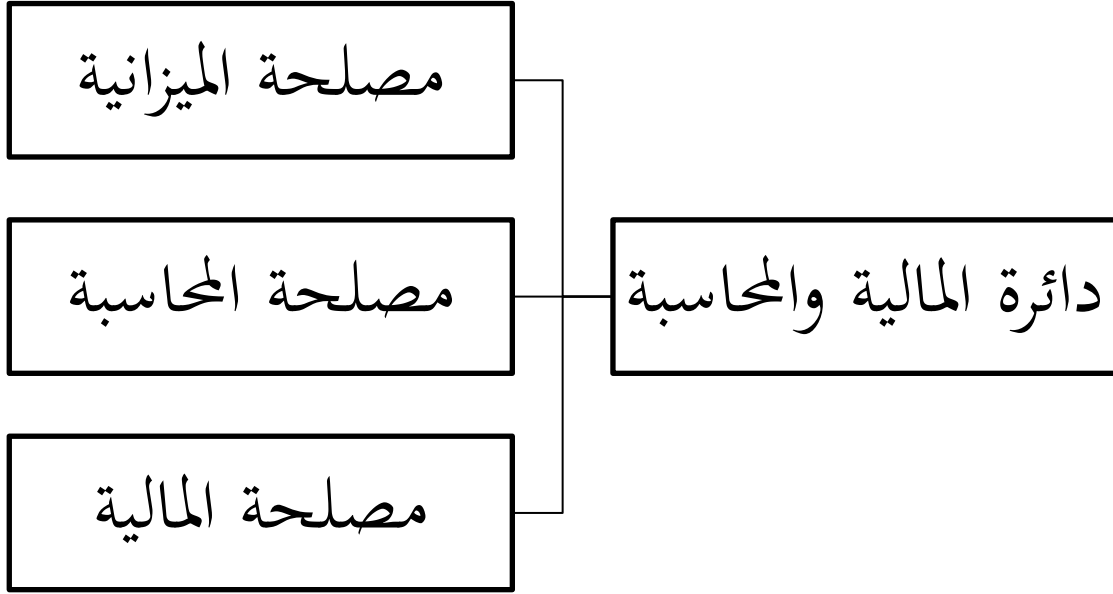 دائرة المالية والمحاسبة
مصلحة الميزانية
مصلحة المحاسبة
مصلحة المالية